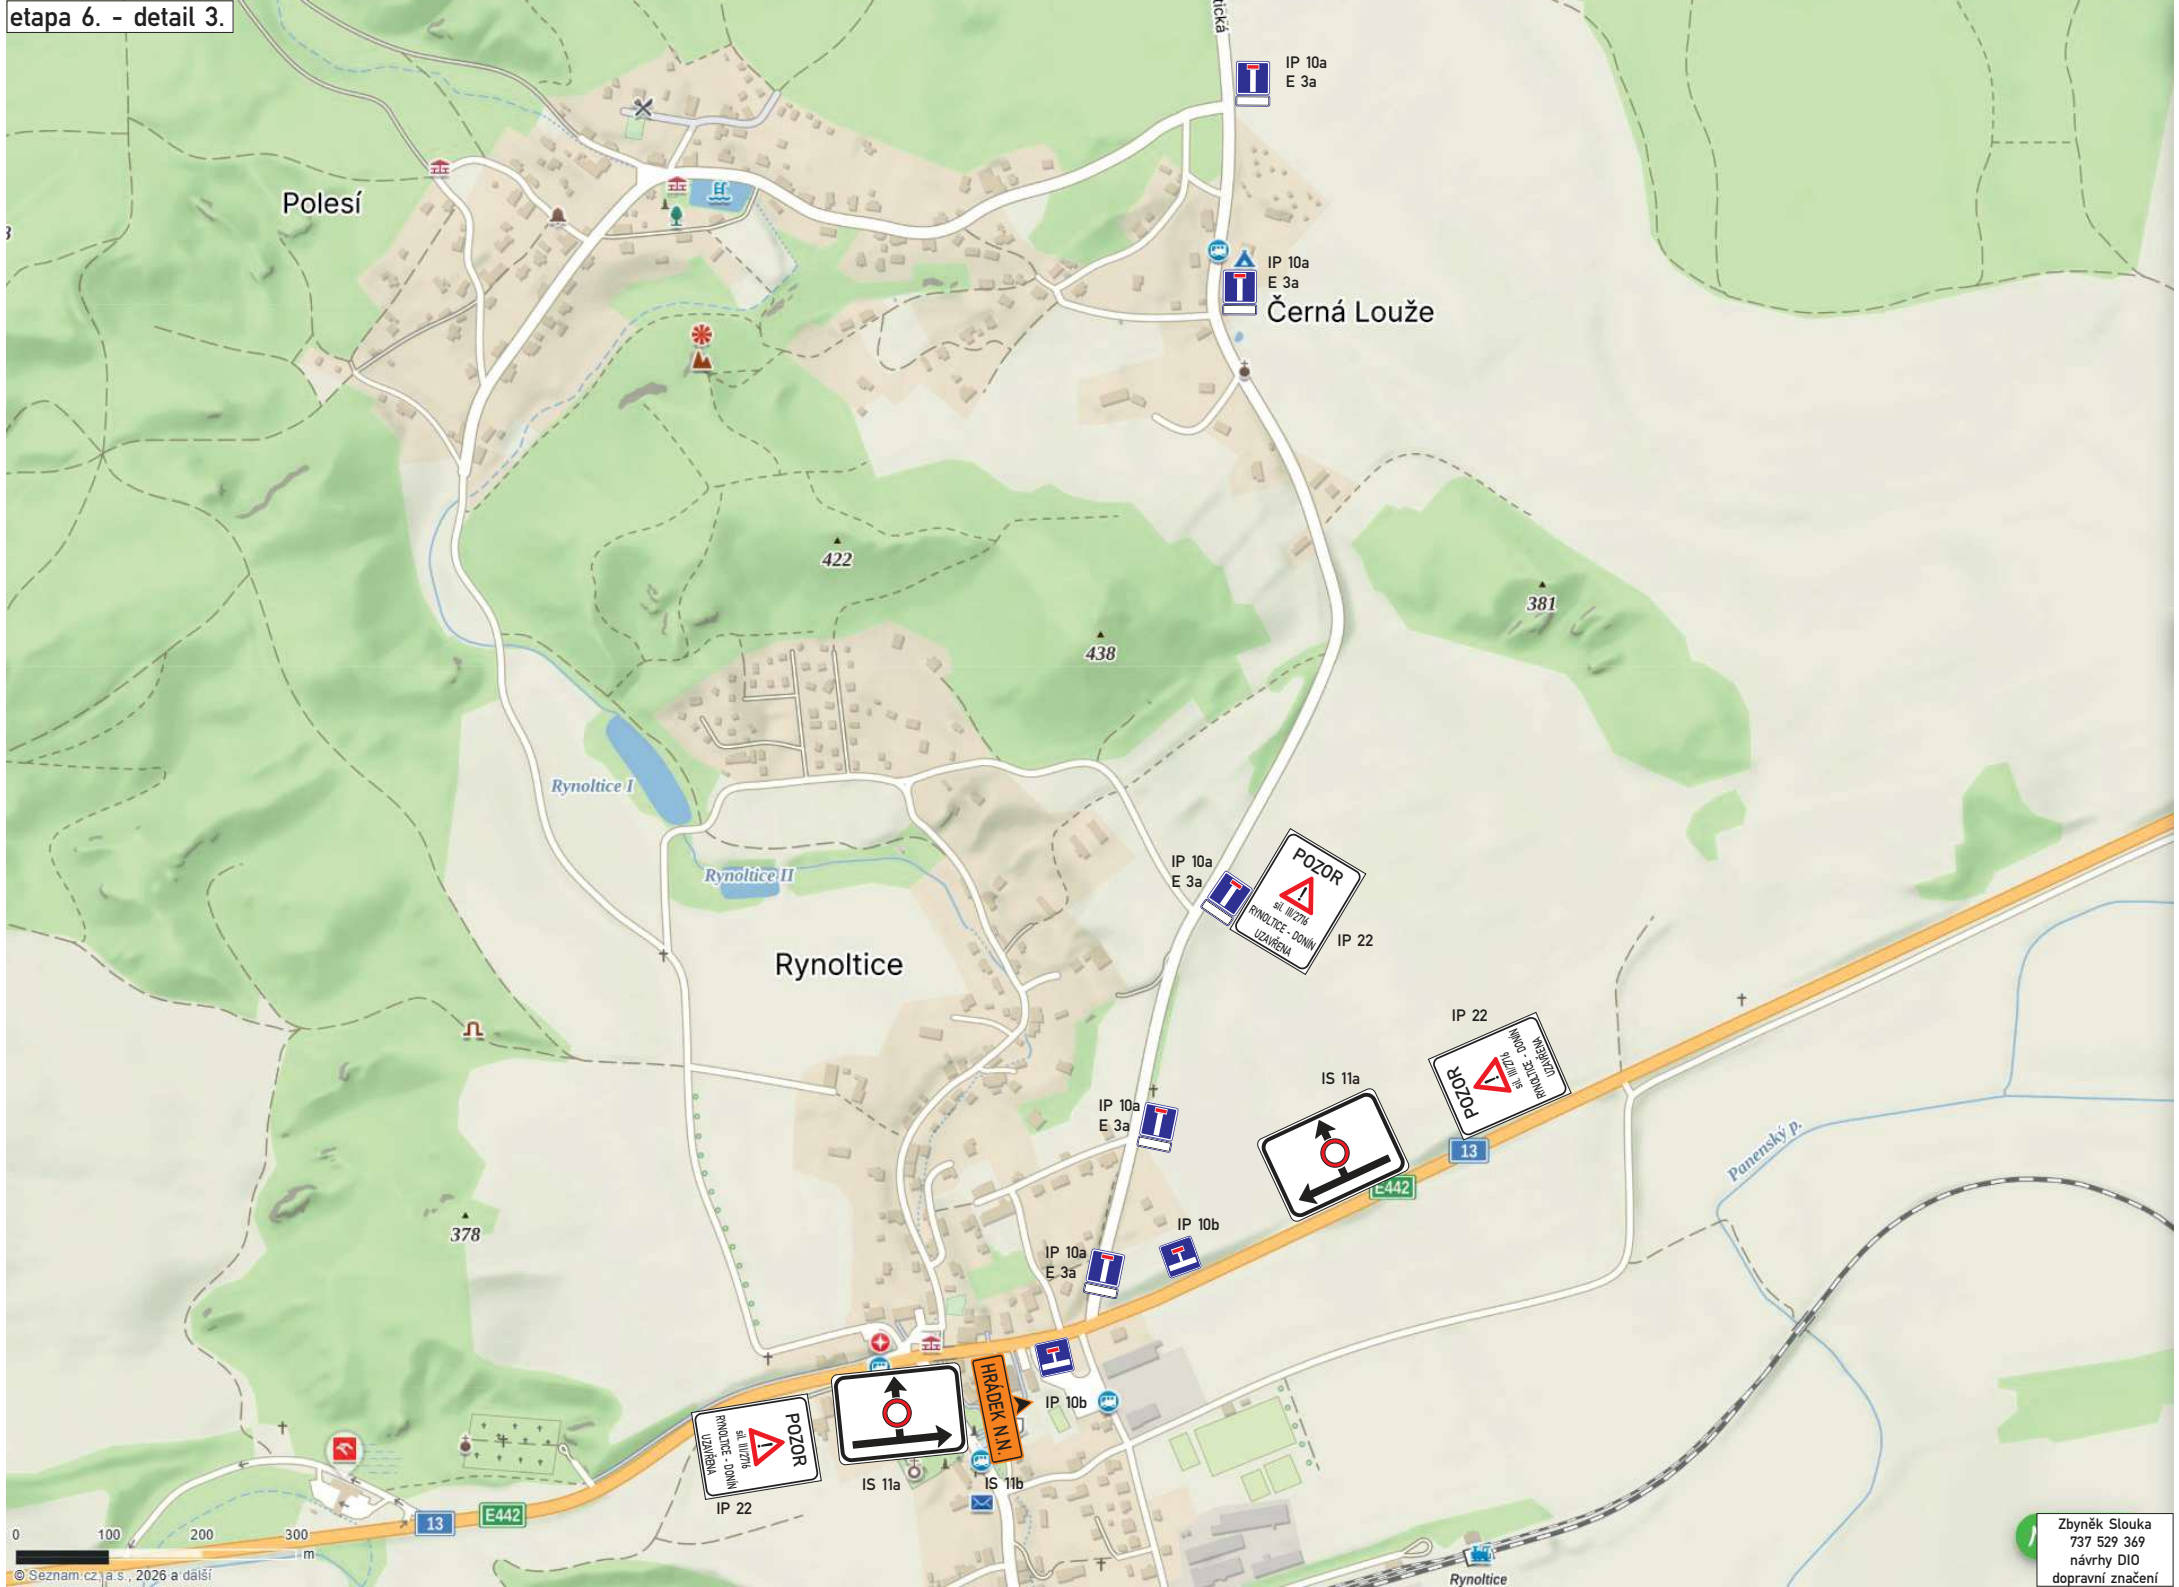 etapa 6. - detail 3.
tická
IP 10a
E 3a
Polesí
IP 10a
E 3a
Černá Louže
422
381
438
Rynoltice I
IP 10a
E 3a
POZOR
!
sil. III/2716
RYNOLTICE - DONÍN
UZAVŘENA
IP 22
Rynoltice II
Rynoltice
IP 22
POZOR
!
sil. III/2716
RYNOLTICE - DONÍN
UZAVŘENA
IS 11a
IP 10a
E 3a
13
E442
Panenský p.
378
IP 10b
IP 10a
E 3a
HRÁDEK N.N.
IP 10b
POZOR
!
sil. III/2716
RYNOLTICE - DONÍN
UZAVŘENA
IP 22
IS 11a
IS 11b
13
E442
0 100 200 300
m
© Seznam.cz, a.s., 2026 a další
Rynoltice
Zbyněk Slouka
737 529 369
návrhy DIO
dopravní značení